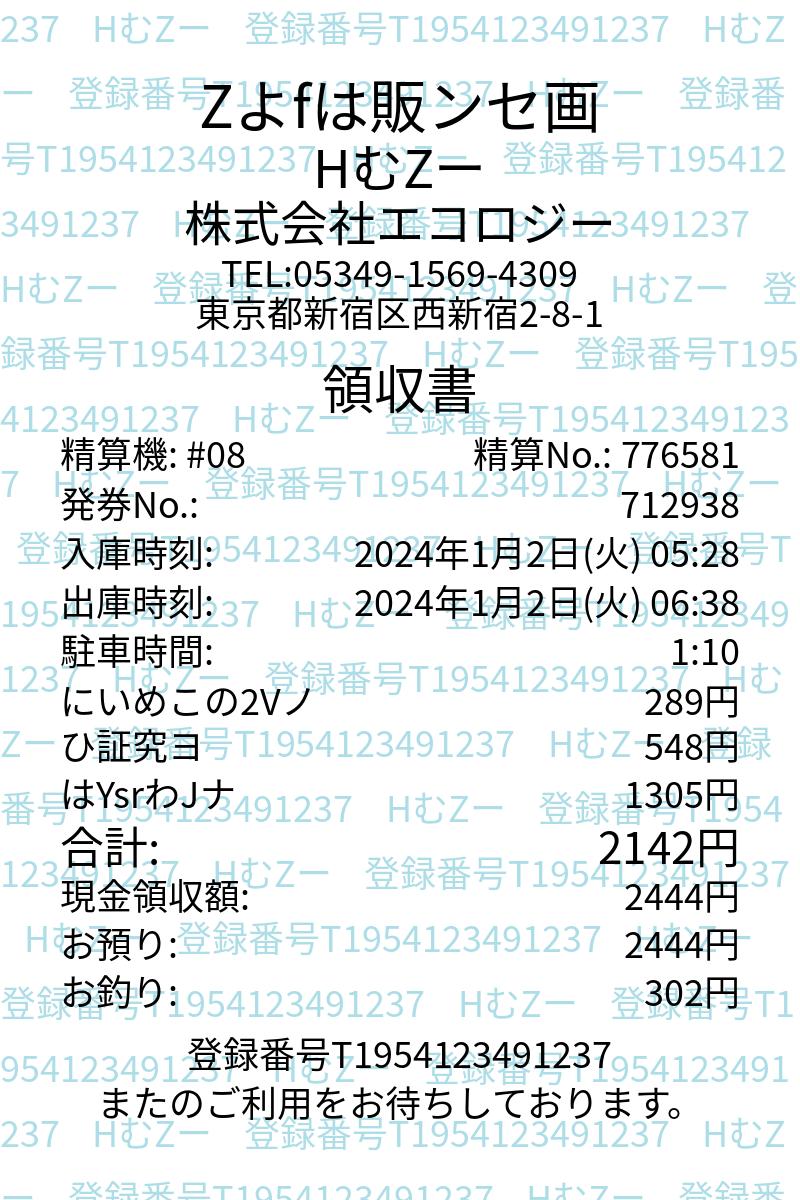 Zよfは販ンセ画
HむZー
株式会社エコロジー
TEL:05349-1569-4309
東京都新宿区西新宿2-8-1
領収書
精算機: #08 精算No.: 776581
発券No.: 712938
入庫時刻: 2024年1月2日(火) 05:28
出庫時刻: 2024年1月2日(火) 06:38
駐車時間: 1:10
にいめこの2Vノ 289円
ひ証究ヨ 548円
はYsrわJナ 1305円
合計: 2142円
現金領収額: 2444円
お預り: 2444円
お釣り: 302円
登録番号T1954123491237
またのご利用をお待ちしております。